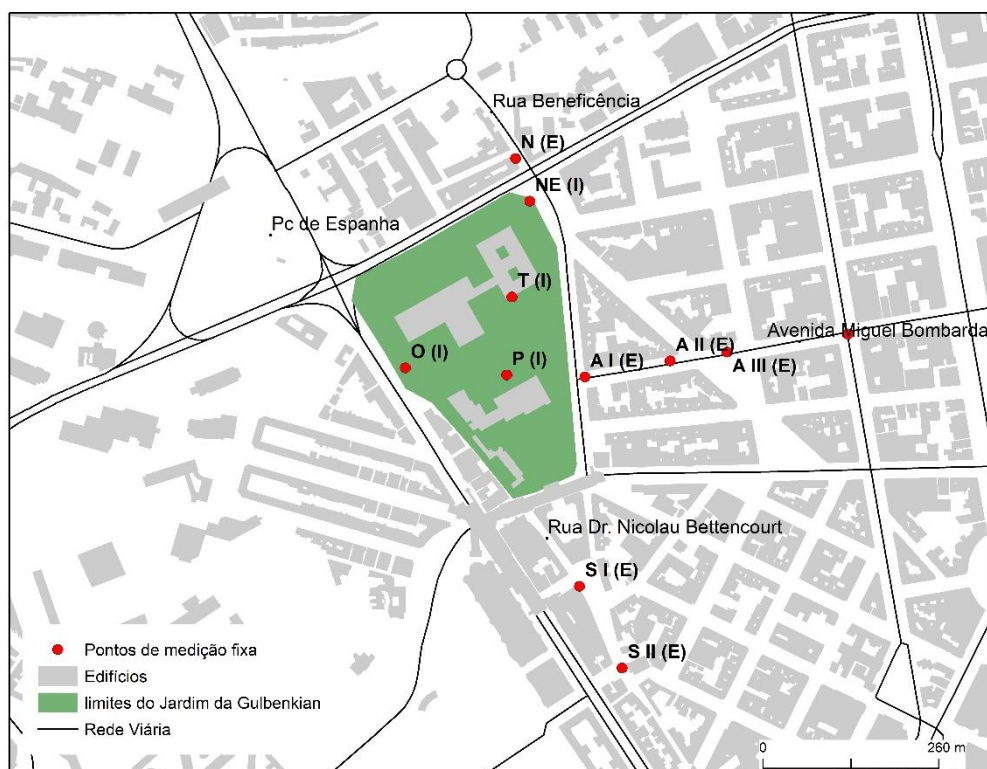 Rua Beneficência
N (E)
NE (I)
Pc de Espanha
T (I)
Avenida Miguel Bombarda
A II (E)
O (I)
P (I)
A I (E)
A III (E)
Rua Dr. Nicolau Bettencourt
S I (E)
S II (E)
Pontos de medição fixa
Edifícios
limites do Jardim da Gulbenkian
Rede Viária
0
260 m